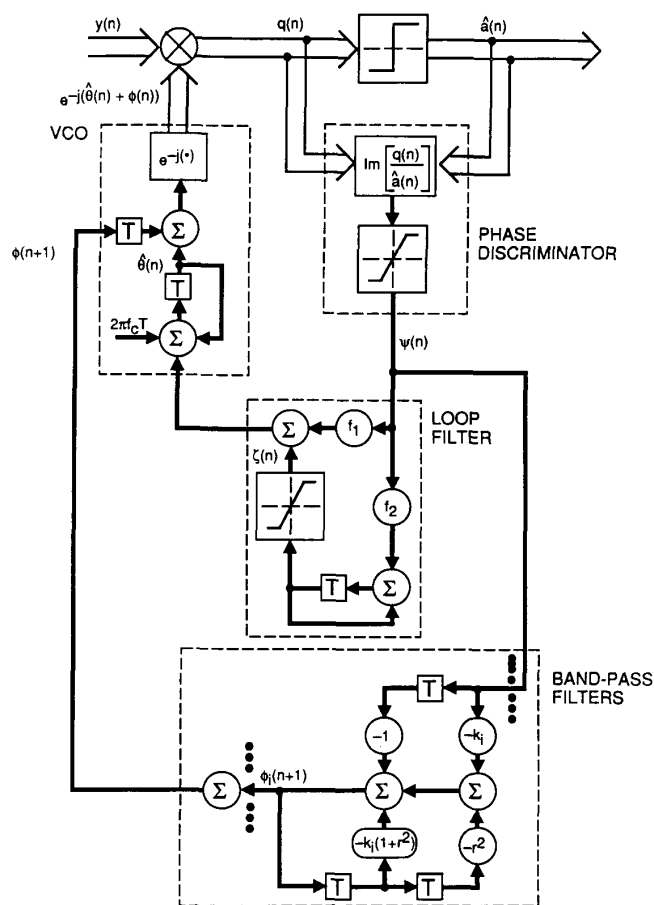 y(n)
q(n)
â(n)
e^{-j(θ̂(n) + ϕ(n))}
VCO
e^{-j(•)}
Im [ q(n) / â(n) ]
T
Σ
PHASE
DISCRIMINATOR
ϕ(n+1)
θ̂(n)
T
2πf_cT
Σ
ψ(n)
LOOP
FILTER
Σ
f_1
ζ(n)
f_2
T
Σ
BAND-PASS
FILTERS
T
-1
-k_i
Σ
ϕ_i(n+1)
Σ
Σ
-k_i(1+r^2)
-r^2
T
T